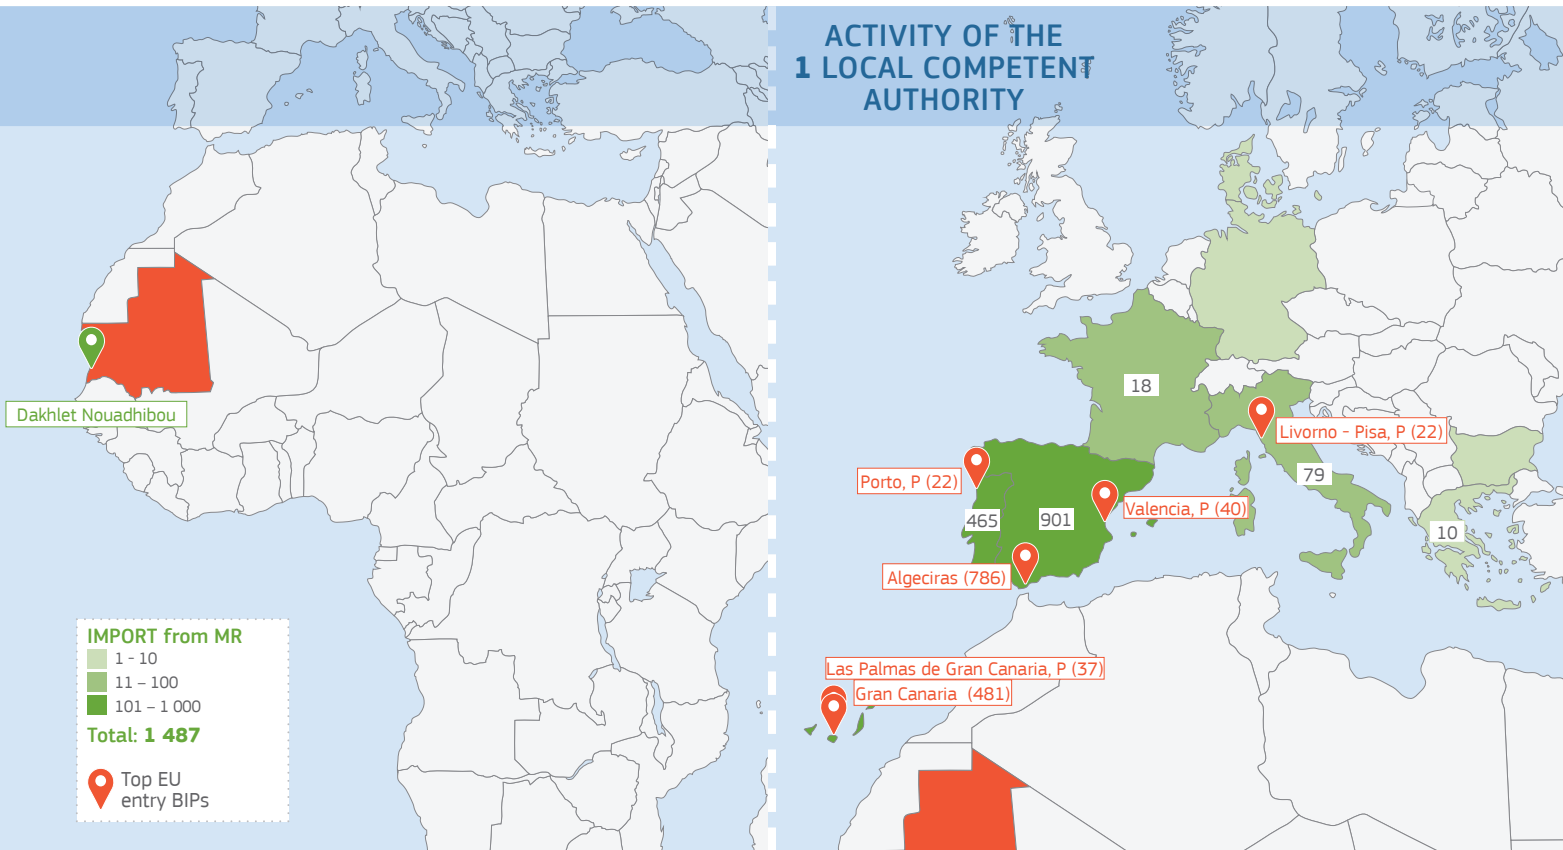 ACTIVITY OF THE
1 LOCAL COMPETENT
AUTHORITY
Dakhlet Nouadhibou
IMPORT from MR
1 - 10
11 – 100
101 – 1 000
Total: 1 487
Top EU
entry BIPs
18
Livorno - Pisa, P (22)
79
Porto, P (22)
Valencia, P (40)
465
901
10
Algeciras (786)
Las Palmas de Gran Canaria, P (37)
Gran Canaria (481)